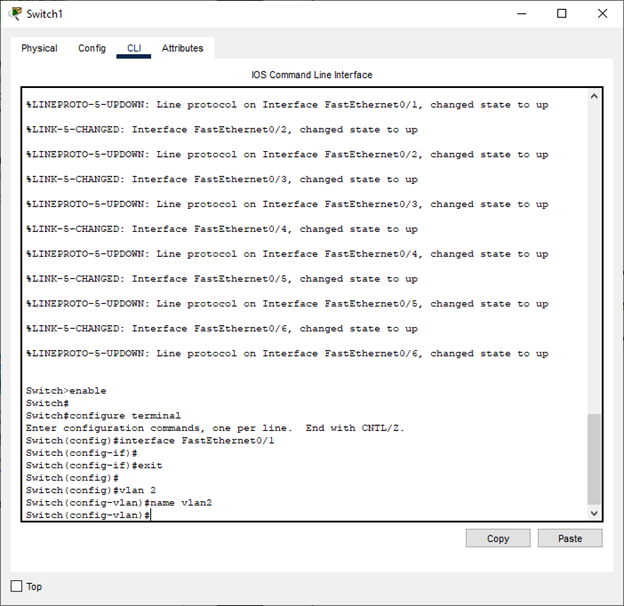 Switch1
Physical Config CLI Attributes
IOS Command Line Interface
%LINEPROTO-5-UPDOWN: Line protocol on Interface FastEthernet0/1, changed state to up
%LINK-5-CHANGED: Interface FastEthernet0/2, changed state to up
%LINEPROTO-5-UPDOWN: Line protocol on Interface FastEthernet0/2, changed state to up
%LINK-5-CHANGED: Interface FastEthernet0/3, changed state to up
%LINEPROTO-5-UPDOWN: Line protocol on Interface FastEthernet0/3, changed state to up
%LINK-5-CHANGED: Interface FastEthernet0/4, changed state to up
%LINEPROTO-5-UPDOWN: Line protocol on Interface FastEthernet0/4, changed state to up
%LINK-5-CHANGED: Interface FastEthernet0/5, changed state to up
%LINEPROTO-5-UPDOWN: Line protocol on Interface FastEthernet0/5, changed state to up
%LINK-5-CHANGED: Interface FastEthernet0/6, changed state to up
%LINEPROTO-5-UPDOWN: Line protocol on Interface FastEthernet0/6, changed state to up
Switch>enable
Switch#
Switch#configure terminal
Enter configuration commands, one per line. End with CNTL/Z.
Switch(config)#interface FastEthernet0/1
Switch(config-if)#
Switch(config-if)#exit
Switch(config)#
Switch(config)#vlan 2
Switch(config-vlan)#name vlan2
Switch(config-vlan)#
Copy Paste
Top